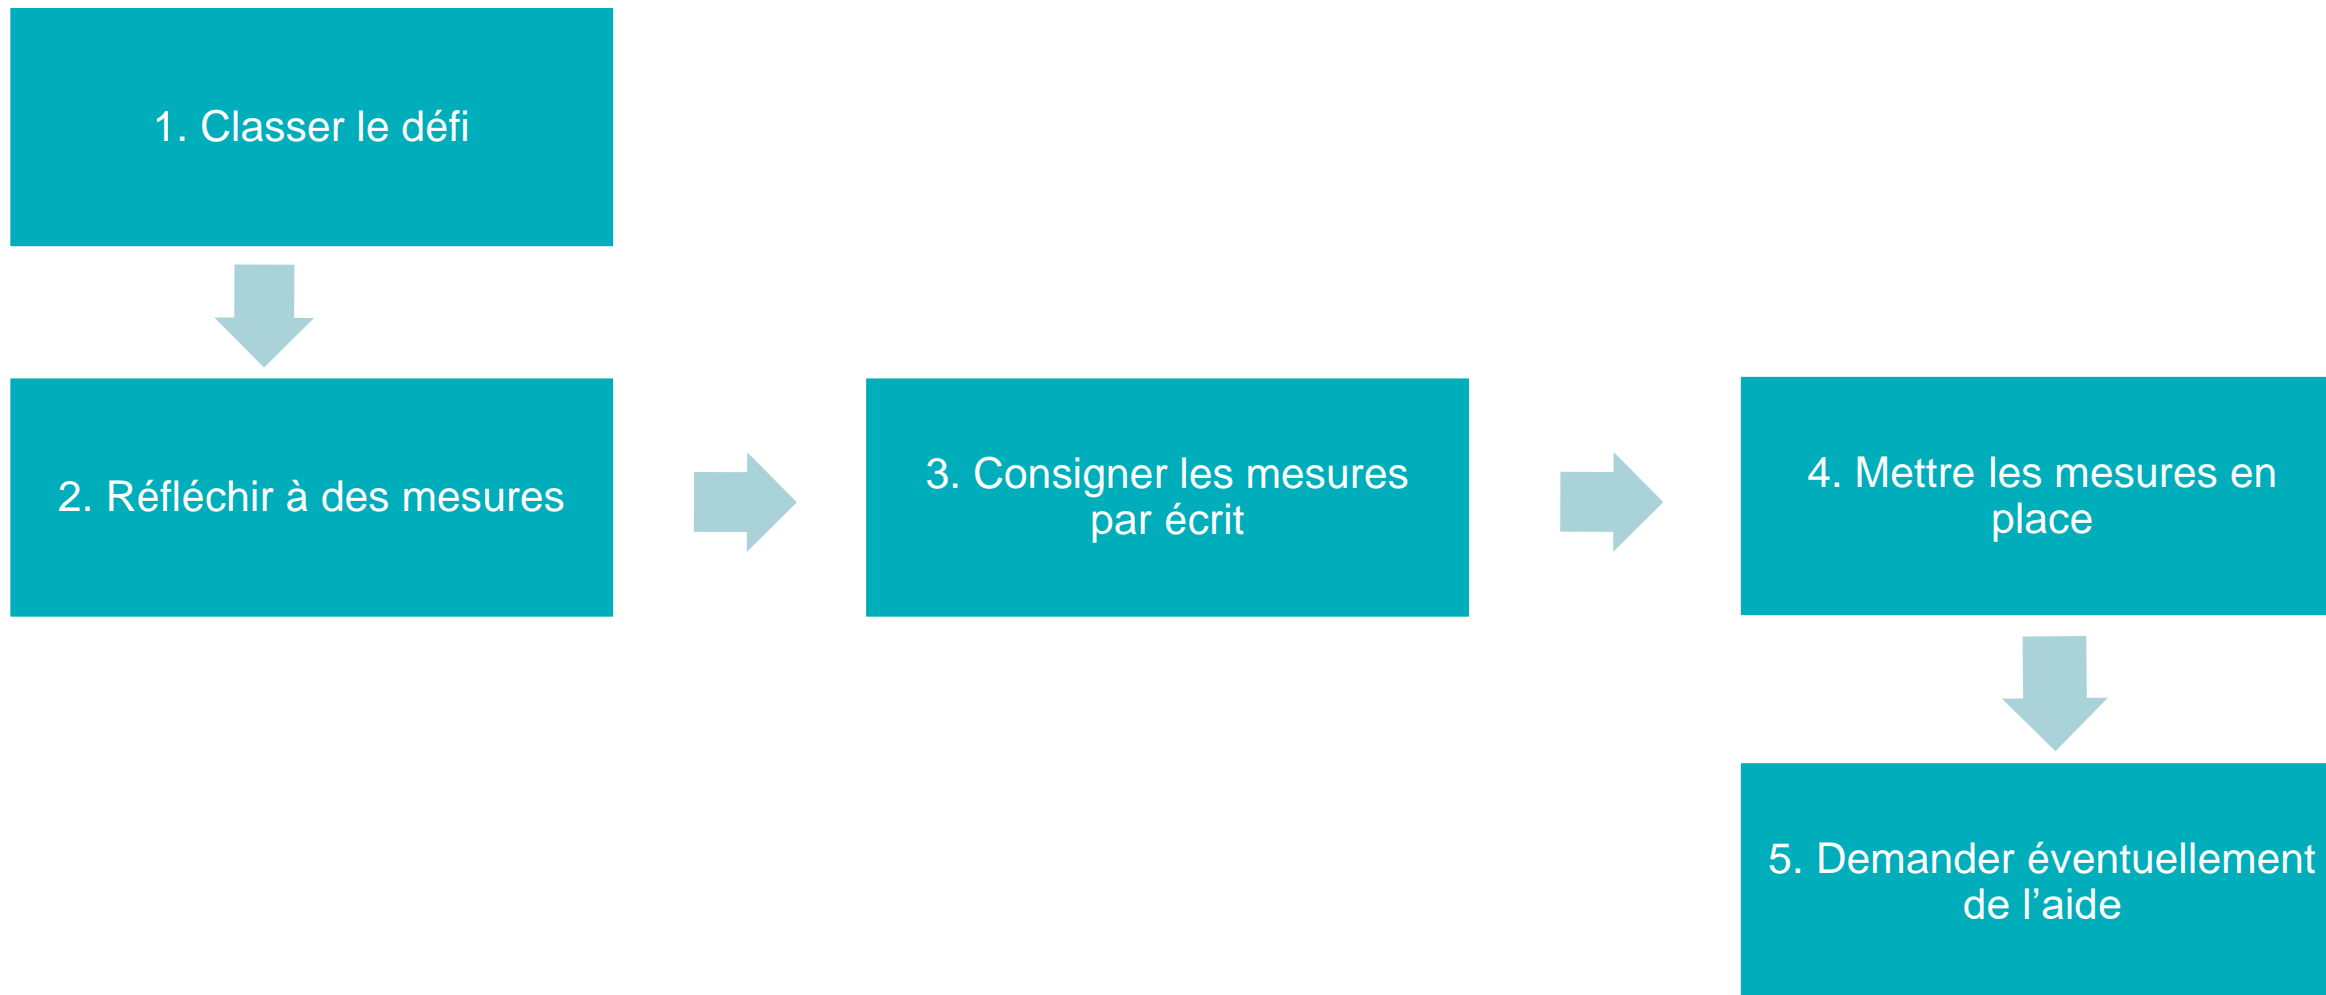 1. Classer le défi
2. Réfléchir à des mesures
3. Consigner les mesures
par écrit
4. Mettre les mesures en
place
5. Demander éventuellement
de l’aide